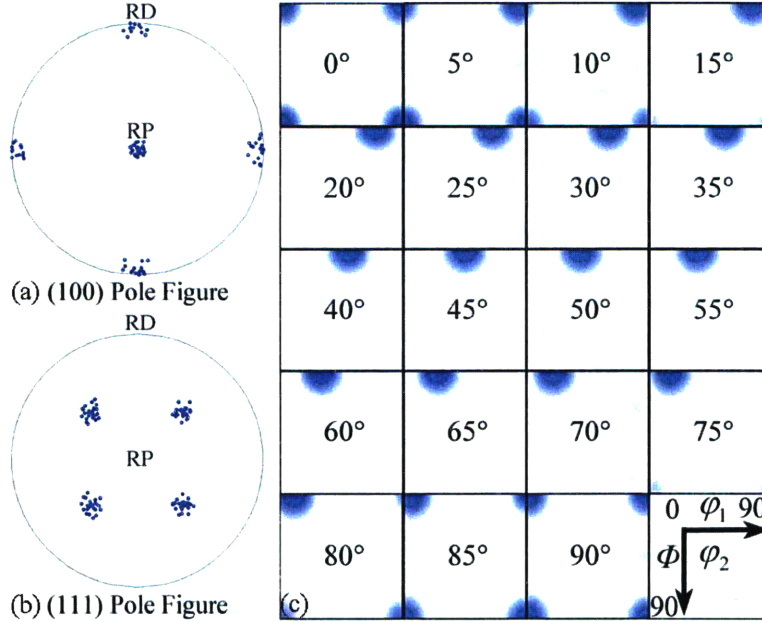 RD
RP
(a) (100) Pole Figure
RD
RP
(b) (111) Pole Figure
0° 5° 10° 15°
20° 25° 30° 35°
40° 45° 50° 55°
60° 65° 70° 75°
80° 85° 90°
0 φ₁ 90
Φ φ₂
90
(c)